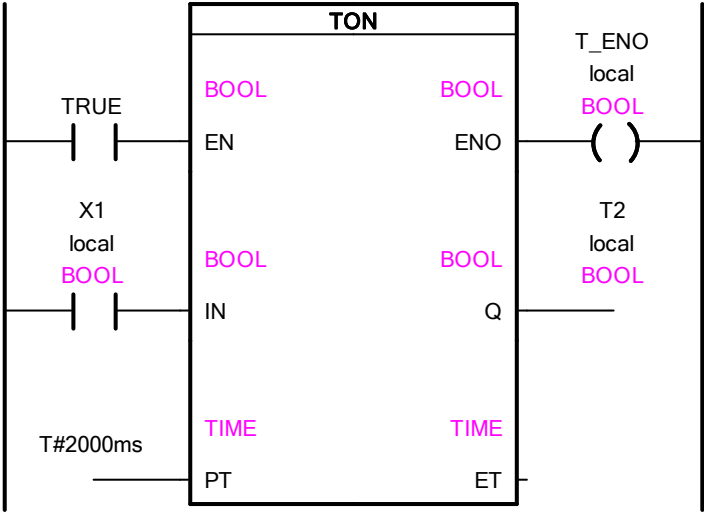 TON
T_ENO
local
BOOL
BOOL
BOOL
TRUE
EN
ENO
X1
local
BOOL
T2
local
BOOL
BOOL
BOOL
IN
Q
TIME
TIME
T#2000ms
PT
ET